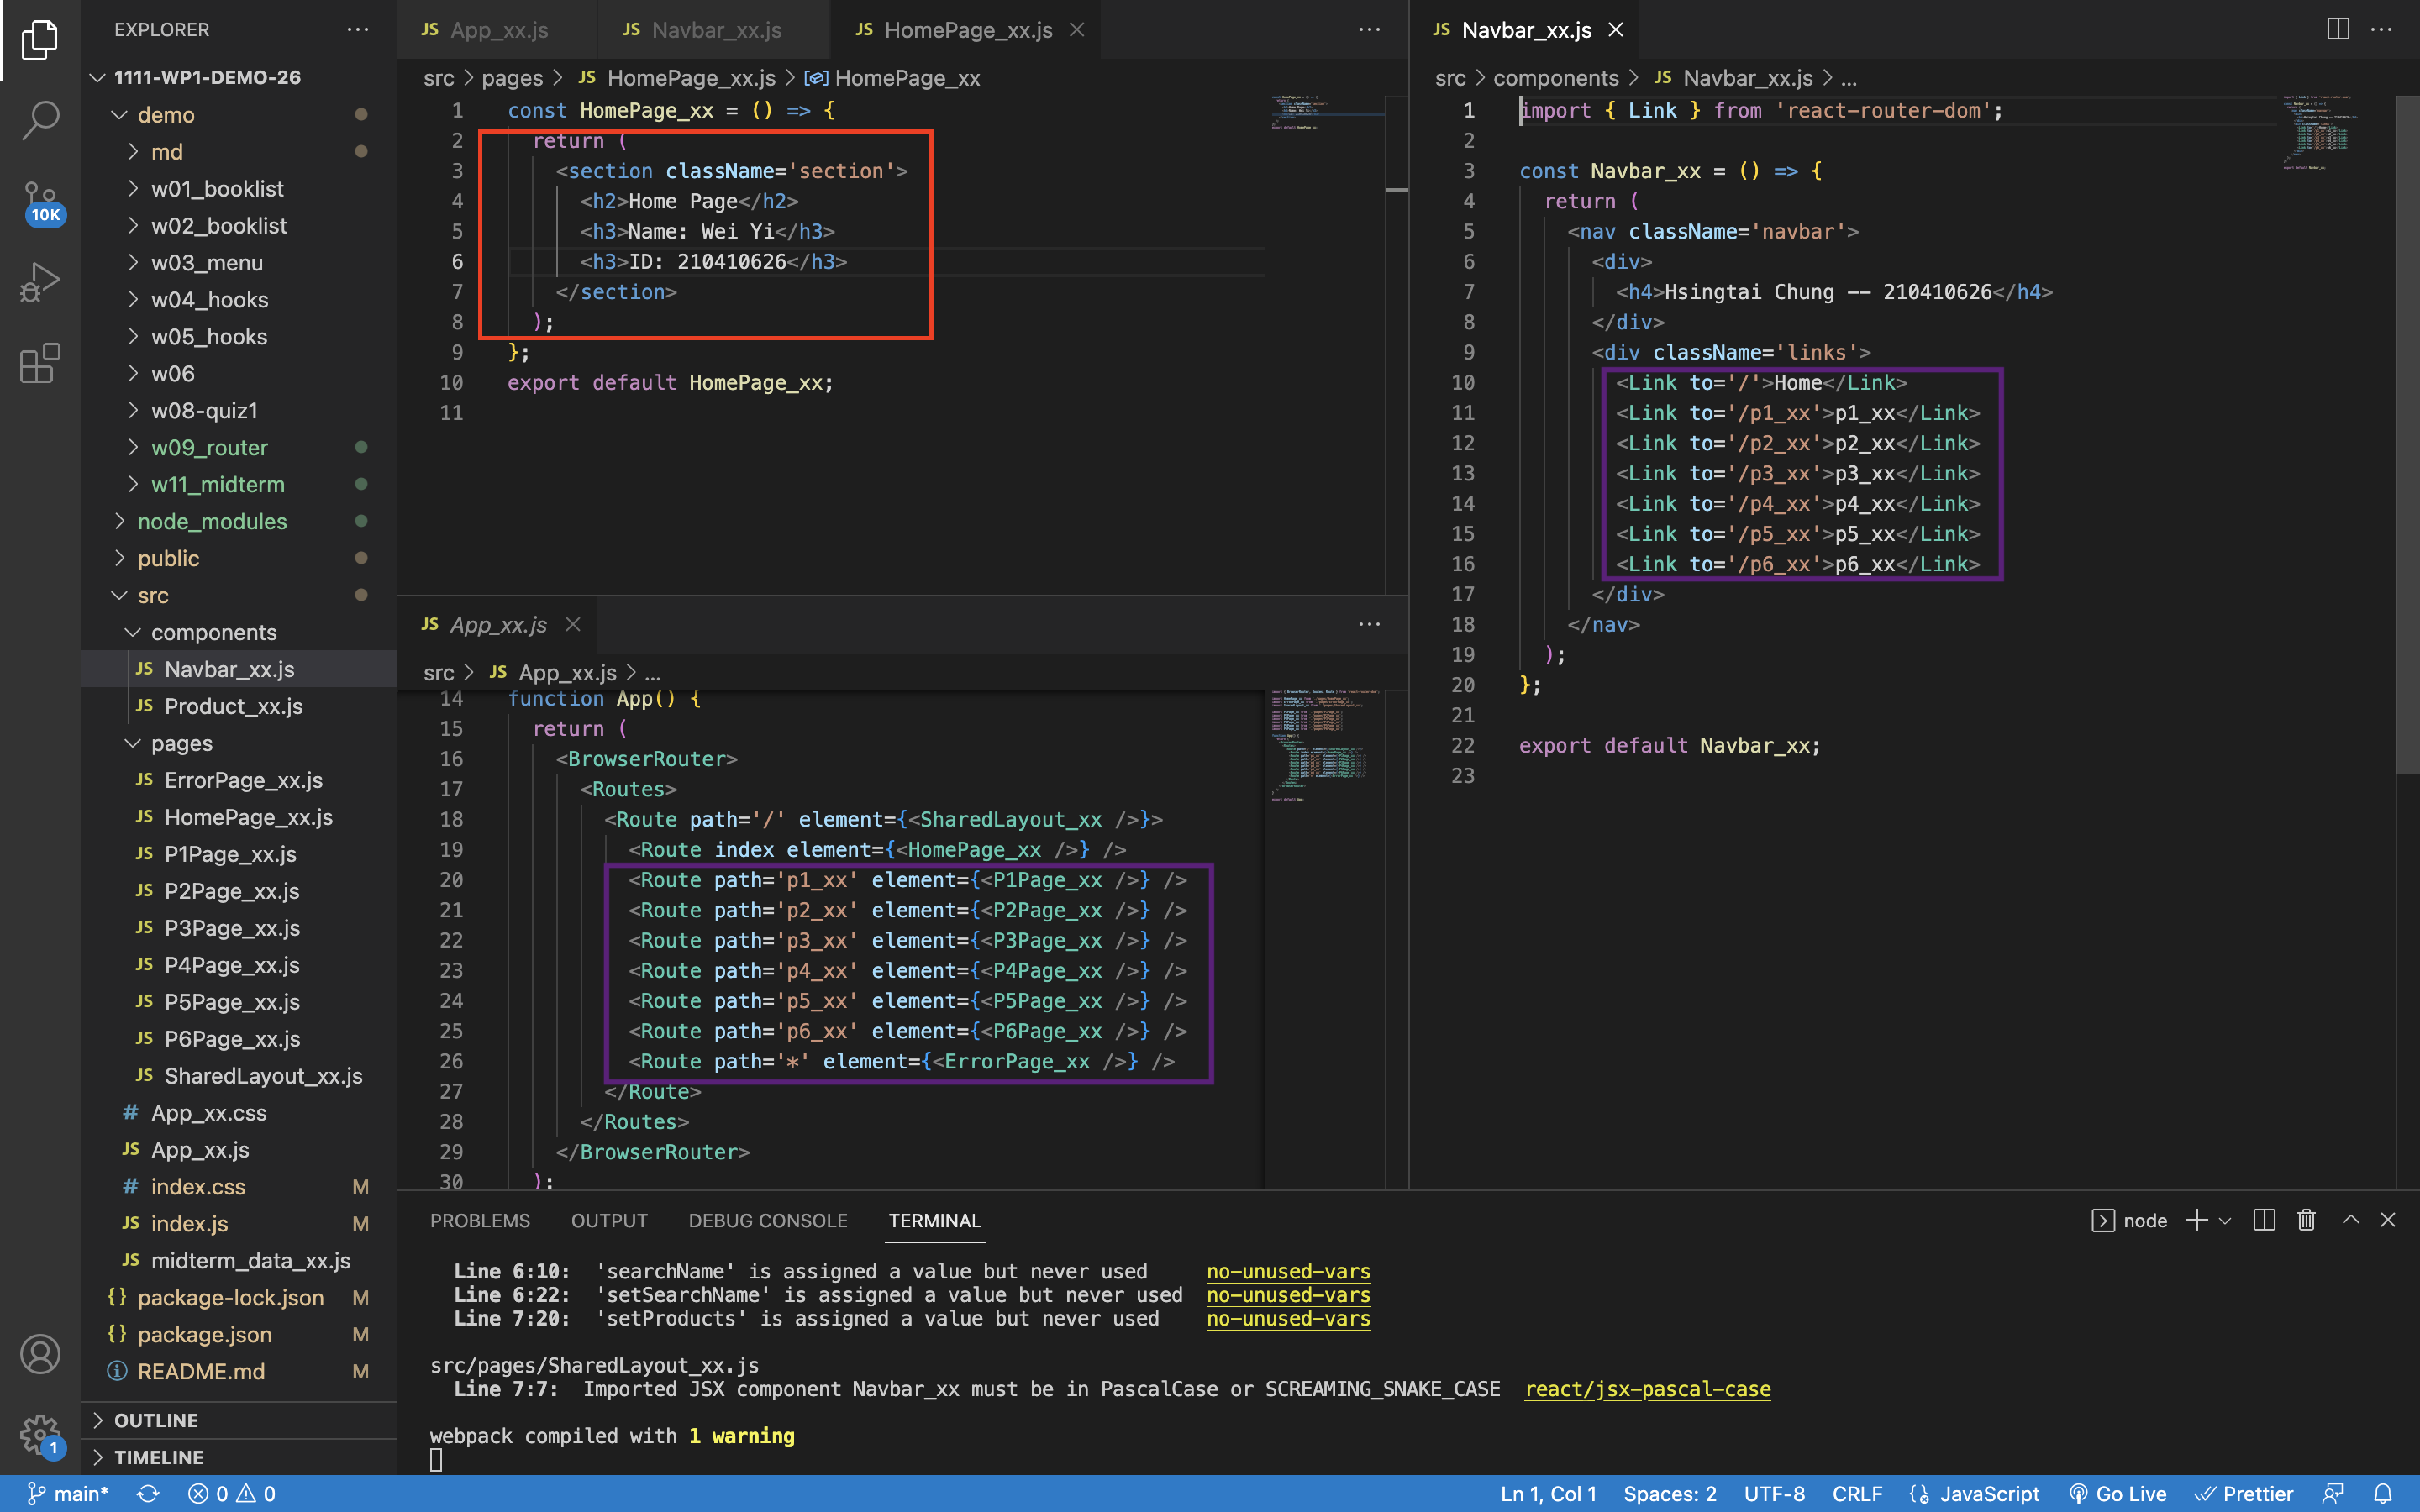 EXPLORER
1111-WP1-DEMO-26
demo
md
w01_booklist
w02_booklist
w03_menu
w04_hooks
w05_hooks
w06
w08-quiz1
w09_router
w11_midterm
node_modules
public
src
components
JS Navbar_xx.js
JS Product_xx.js
pages
JS ErrorPage_xx.js
JS HomePage_xx.js
JS P1Page_xx.js
JS P2Page_xx.js
JS P3Page_xx.js
JS P4Page_xx.js
JS P5Page_xx.js
JS P6Page_xx.js
JS SharedLayout_xx.js
# App_xx.css
JS App_xx.js
# index.css M
JS index.js M
JS midterm_data_xx.js
{} package-lock.json M
{} package.json M
README.md M
OUTLINE
TIMELINE
10K
1
JS App_xx.js JS Navbar_xx.js JS HomePage_xx.js
src > pages > JS HomePage_xx.js > HomePage_xx
1 const HomePage_xx = () => {
2 return (
3 <section className='section'>
4 <h2>Home Page</h2>
5 <h3>Name: Wei Yi</h3>
6 <h3>ID: 210410626</h3>
7 </section>
8 );
9 };
10 export default HomePage_xx;
11
JS App_xx.js
src > JS App_xx.js > ...
14 function App() {
15 return (
16 <BrowserRouter>
17 <Routes>
18 <Route path='/' element={<SharedLayout_xx />}>
19 <Route index element={<HomePage_xx />} />
20 <Route path='p1_xx' element={<P1Page_xx />} />
21 <Route path='p2_xx' element={<P2Page_xx />} />
22 <Route path='p3_xx' element={<P3Page_xx />} />
23 <Route path='p4_xx' element={<P4Page_xx />} />
24 <Route path='p5_xx' element={<P5Page_xx />} />
25 <Route path='p6_xx' element={<P6Page_xx />} />
26 <Route path='*' element={<ErrorPage_xx />} />
27 </Route>
28 </Routes>
29 </BrowserRouter>
30 );
JS Navbar_xx.js
src > components > JS Navbar_xx.js > ...
1 import { Link } from 'react-router-dom';
2
3 const Navbar_xx = () => {
4 return (
5 <nav className='navbar'>
6 <div>
7 <h4>Hsingtai Chung -- 210410626</h4>
8 </div>
9 <div className='links'>
10 <Link to='/'>Home</Link>
11 <Link to='/p1_xx'>p1_xx</Link>
12 <Link to='/p2_xx'>p2_xx</Link>
13 <Link to='/p3_xx'>p3_xx</Link>
14 <Link to='/p4_xx'>p4_xx</Link>
15 <Link to='/p5_xx'>p5_xx</Link>
16 <Link to='/p6_xx'>p6_xx</Link>
17 </div>
18 </nav>
19 );
20 };
21
22 export default Navbar_xx;
23
PROBLEMS OUTPUT DEBUG CONSOLE TERMINAL node
Line 6:10: 'searchName' is assigned a value but never used no-unused-vars
Line 6:22: 'setSearchName' is assigned a value but never used no-unused-vars
Line 7:20: 'setProducts' is assigned a value but never used no-unused-vars
src/pages/SharedLayout_xx.js
Line 7:7: Imported JSX component Navbar_xx must be in PascalCase or SCREAMING_SNAKE_CASE react/jsx-pascal-case
webpack compiled with 1 warning
main* 0 0 Ln 1, Col 1 Spaces: 2 UTF-8 CRLF JavaScript Go Live Prettier